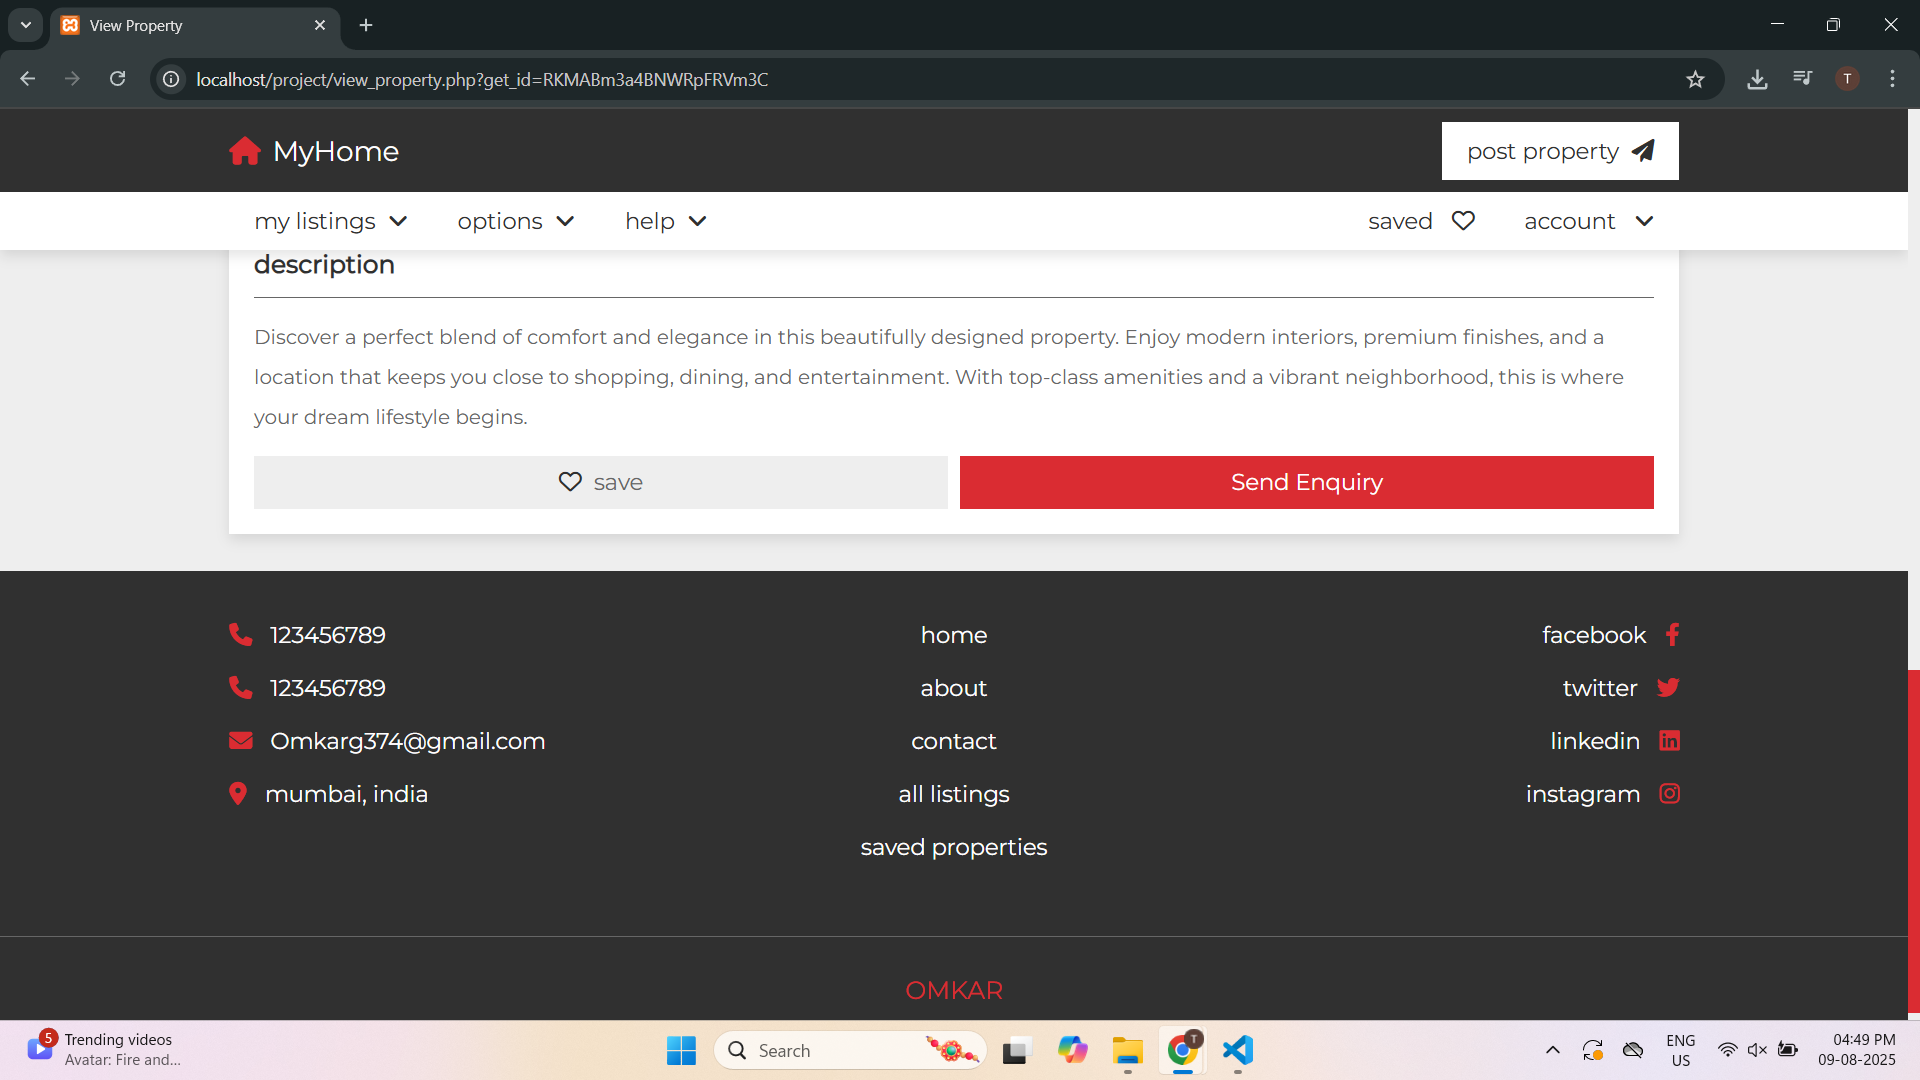 View Property
localhost/project/view_property.php?get_id=RKMABm3a4BNWRpFRVm3C
T
MyHome
post property
my listings
options
help
saved
account
description
Discover a perfect blend of comfort and elegance in this beautifully designed property. Enjoy modern interiors, premium finishes, and a
location that keeps you close to shopping, dining, and entertainment. With top-class amenities and a vibrant neighborhood, this is where
your dream lifestyle begins.
save
Send Enquiry
123456789
123456789
Omkarg374@gmail.com
mumbai, india
home
about
contact
all listings
saved properties
facebook
twitter
linkedin
instagram
OMKAR
5
Trending videos
Avatar: Fire and...
Search
T
ENG
US
04:49 PM
09-08-2025